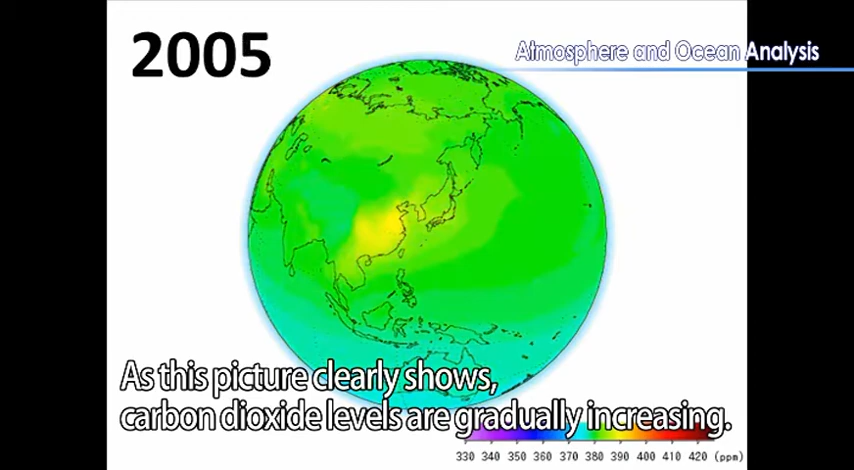 2005
Atmosphere and Ocean Analysis
As this picture clearly shows,
carbon dioxide levels are gradually increasing.
330 340 350 360 370 380 390 400 410 420 (ppm)